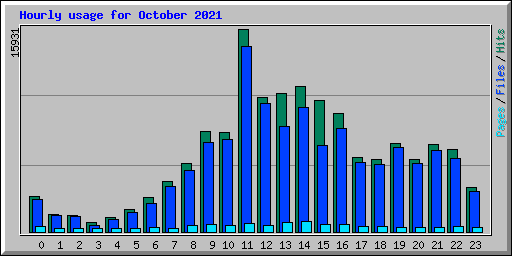 Hourly usage for October 2021
15931
Pages/Files/Hits
0 1 2 3 4 5 6 7 8 9 10 11 12 13 14 15 16 17 18 19 20 21 22 23